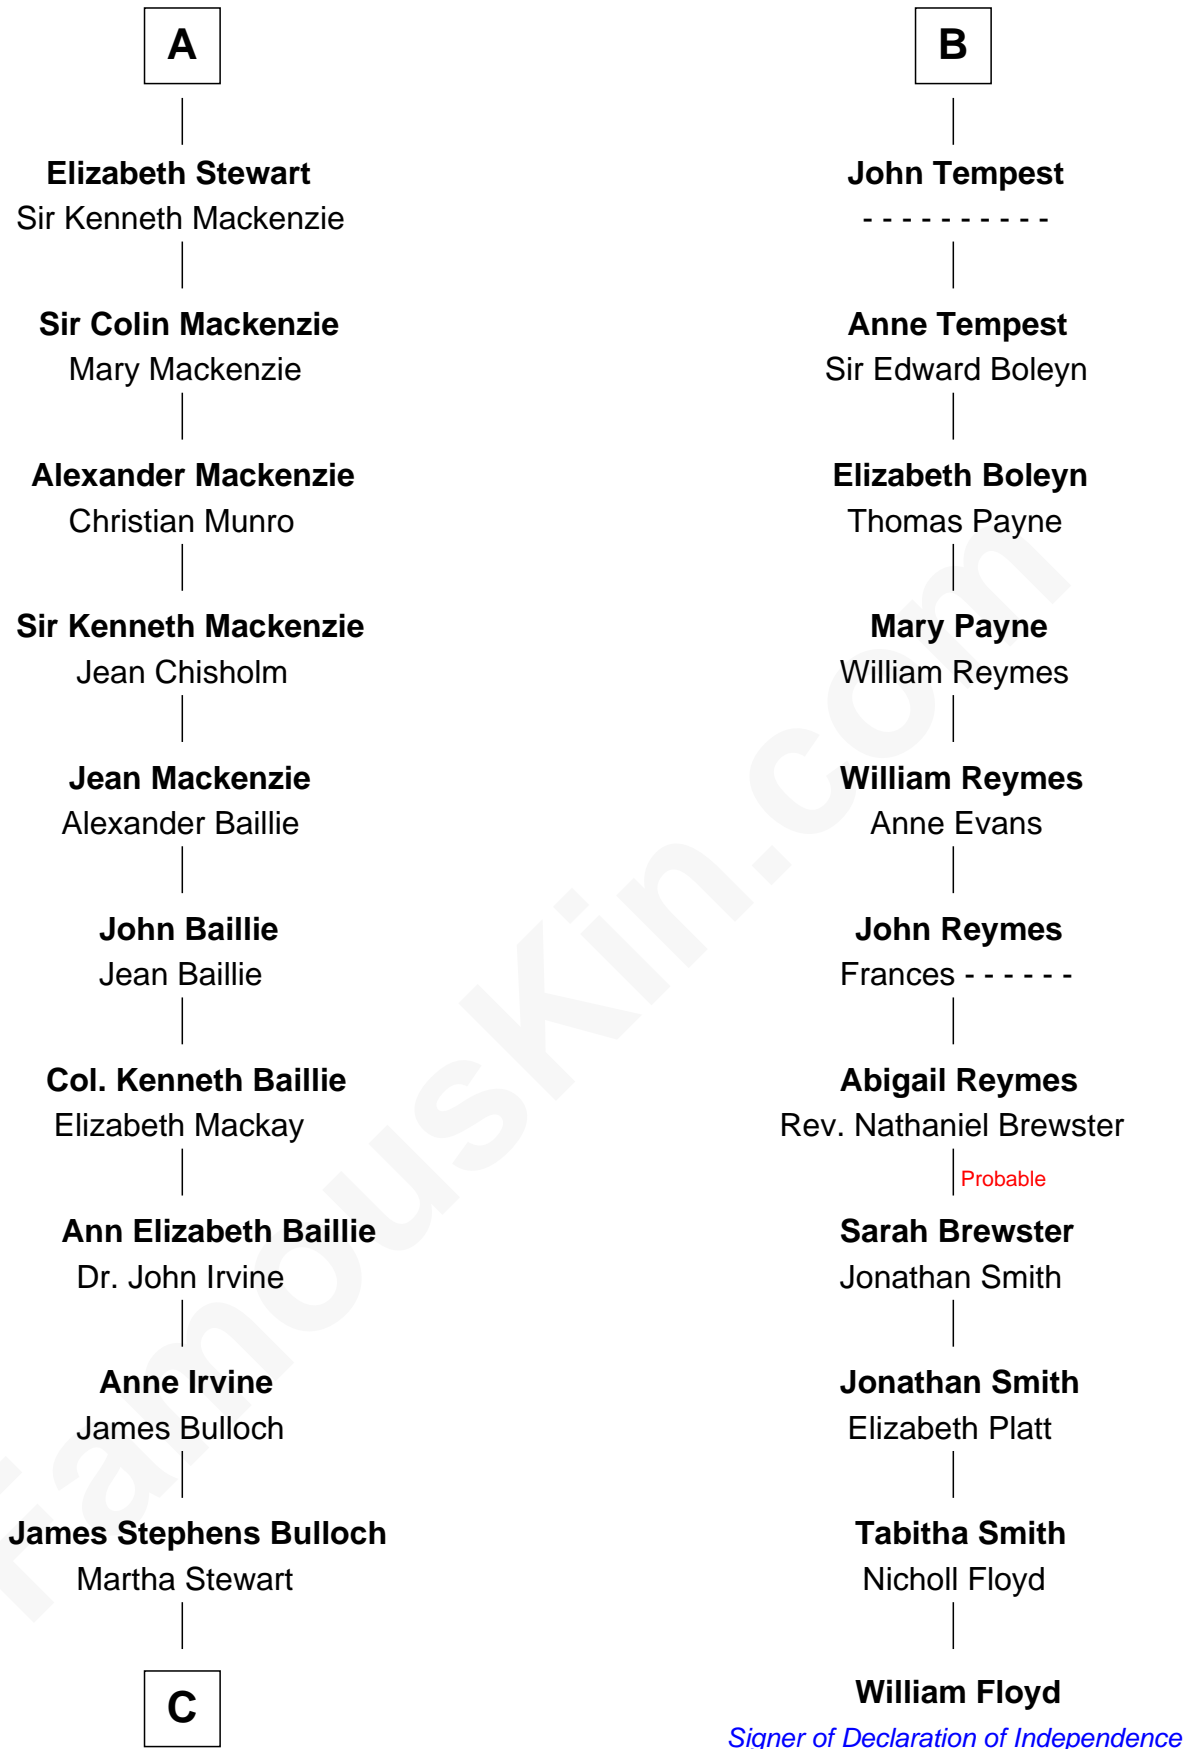 A
Elizabeth Stewart
Sir Kenneth Mackenzie
Sir Colin Mackenzie
Mary Mackenzie
Alexander Mackenzie
Christian Munro
Sir Kenneth Mackenzie
Jean Chisholm
Jean Mackenzie
Alexander Baillie
John Baillie
Jean Baillie
Col. Kenneth Baillie
Elizabeth Mackay
Ann Elizabeth Baillie
Dr. John Irvine
Anne Irvine
James Bulloch
James Stephens Bulloch
Martha Stewart
C
B
John Tempest
- - - - - - - - - -
Anne Tempest
Sir Edward Boleyn
Elizabeth Boleyn
Thomas Payne
Mary Payne
William Reymes
William Reymes
Anne Evans
John Reymes
Frances - - - - - -
Abigail Reymes
Rev. Nathaniel Brewster
Probable
Sarah Brewster
Jonathan Smith
Jonathan Smith
Elizabeth Platt
Tabitha Smith
Nicholl Floyd
William Floyd
Signer of Declaration of Independence
FamousKin.com